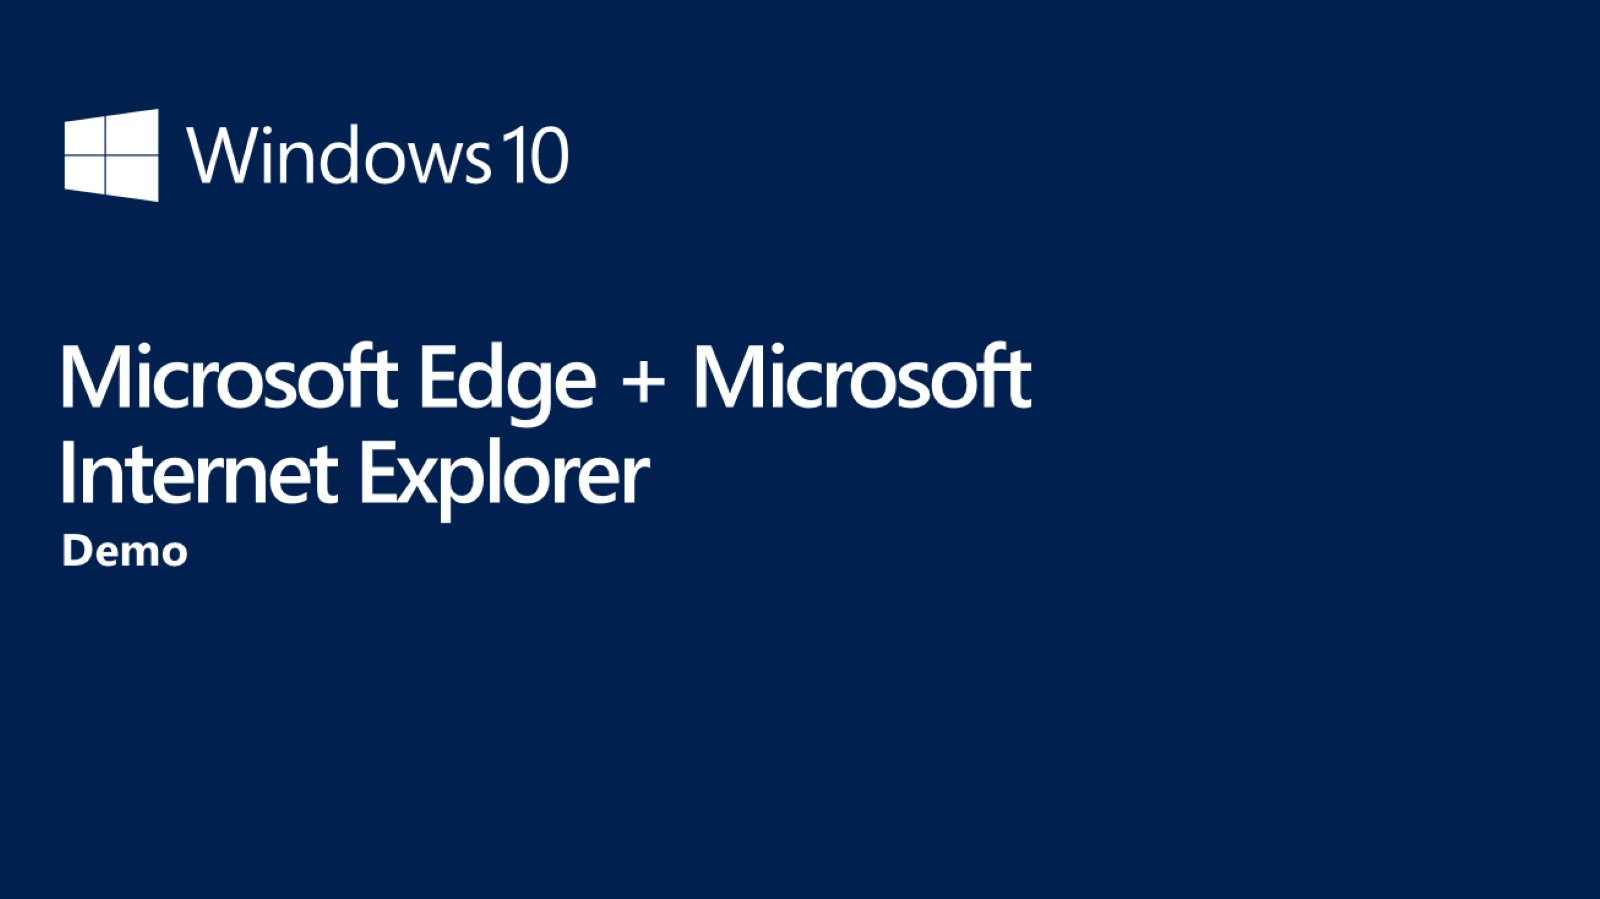 Windows 10
Microsoft Edge + Microsoft
Internet Explorer
Demo